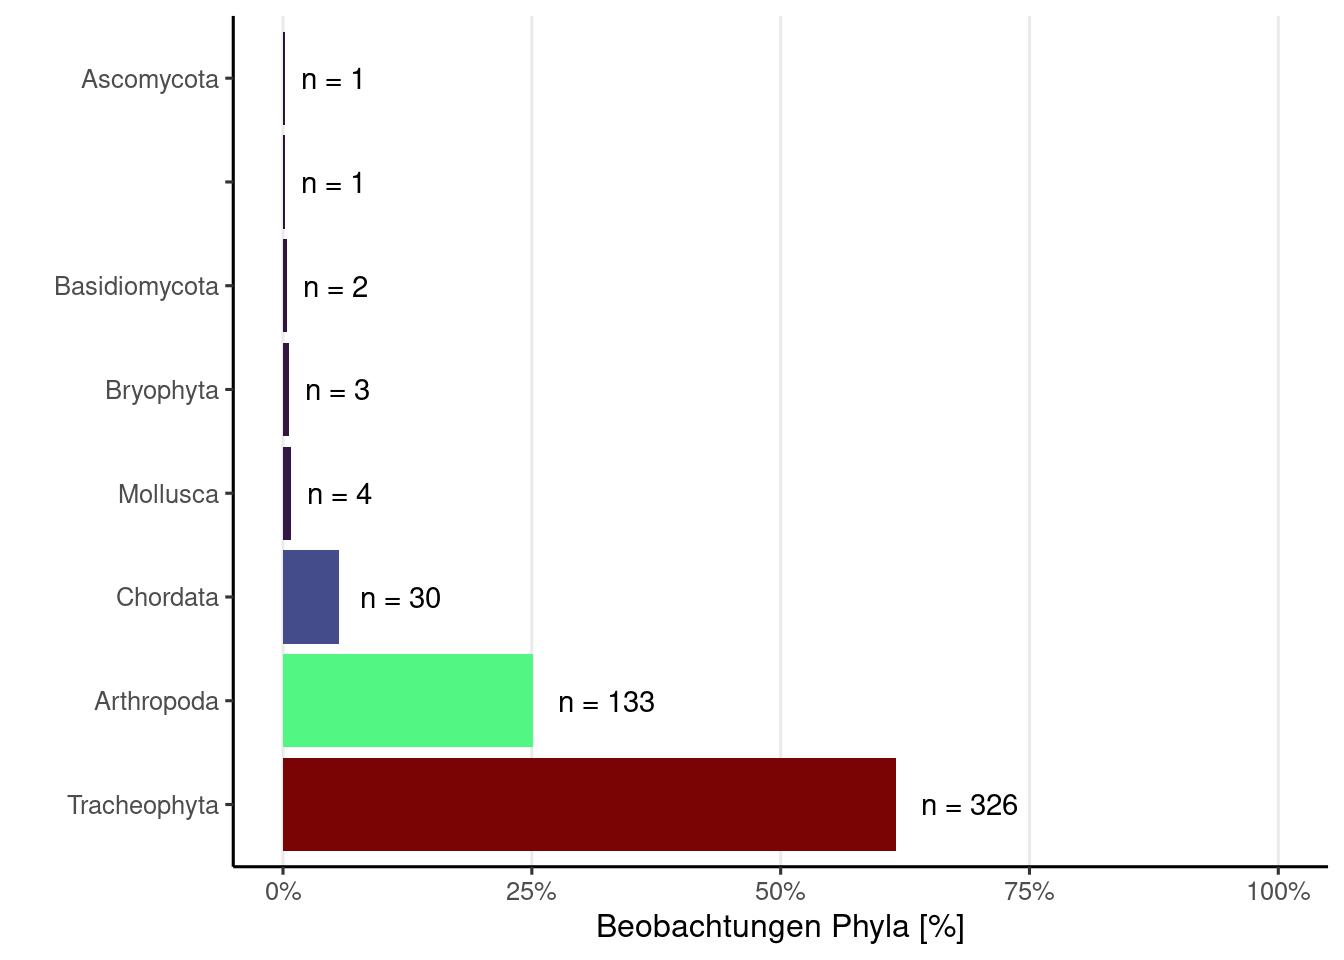 Ascomycota n = 1
n = 1
Basidiomycota n = 2
Bryophyta n = 3
Mollusca n = 4
Chordata n = 30
Arthropoda n = 133
Tracheophyta n = 326
0% 25% 50% 75% 100%
Beobachtungen Phyla [%]